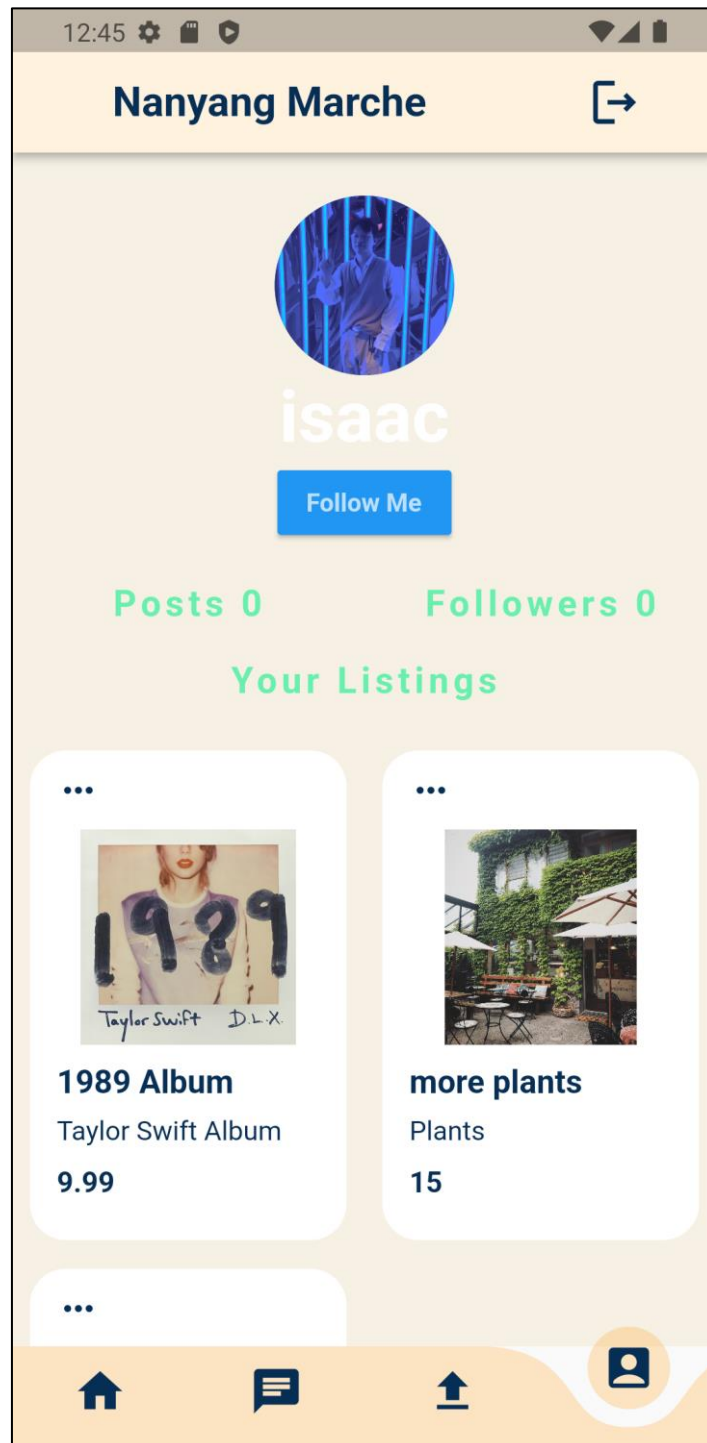 12:45
Nanyang Marche
isaac
Follow Me
Posts 0 Followers 0
Your Listings
1989
Taylor Swift D.L.X.
1989 Album
Taylor Swift Album
9.99
more plants
Plants
15